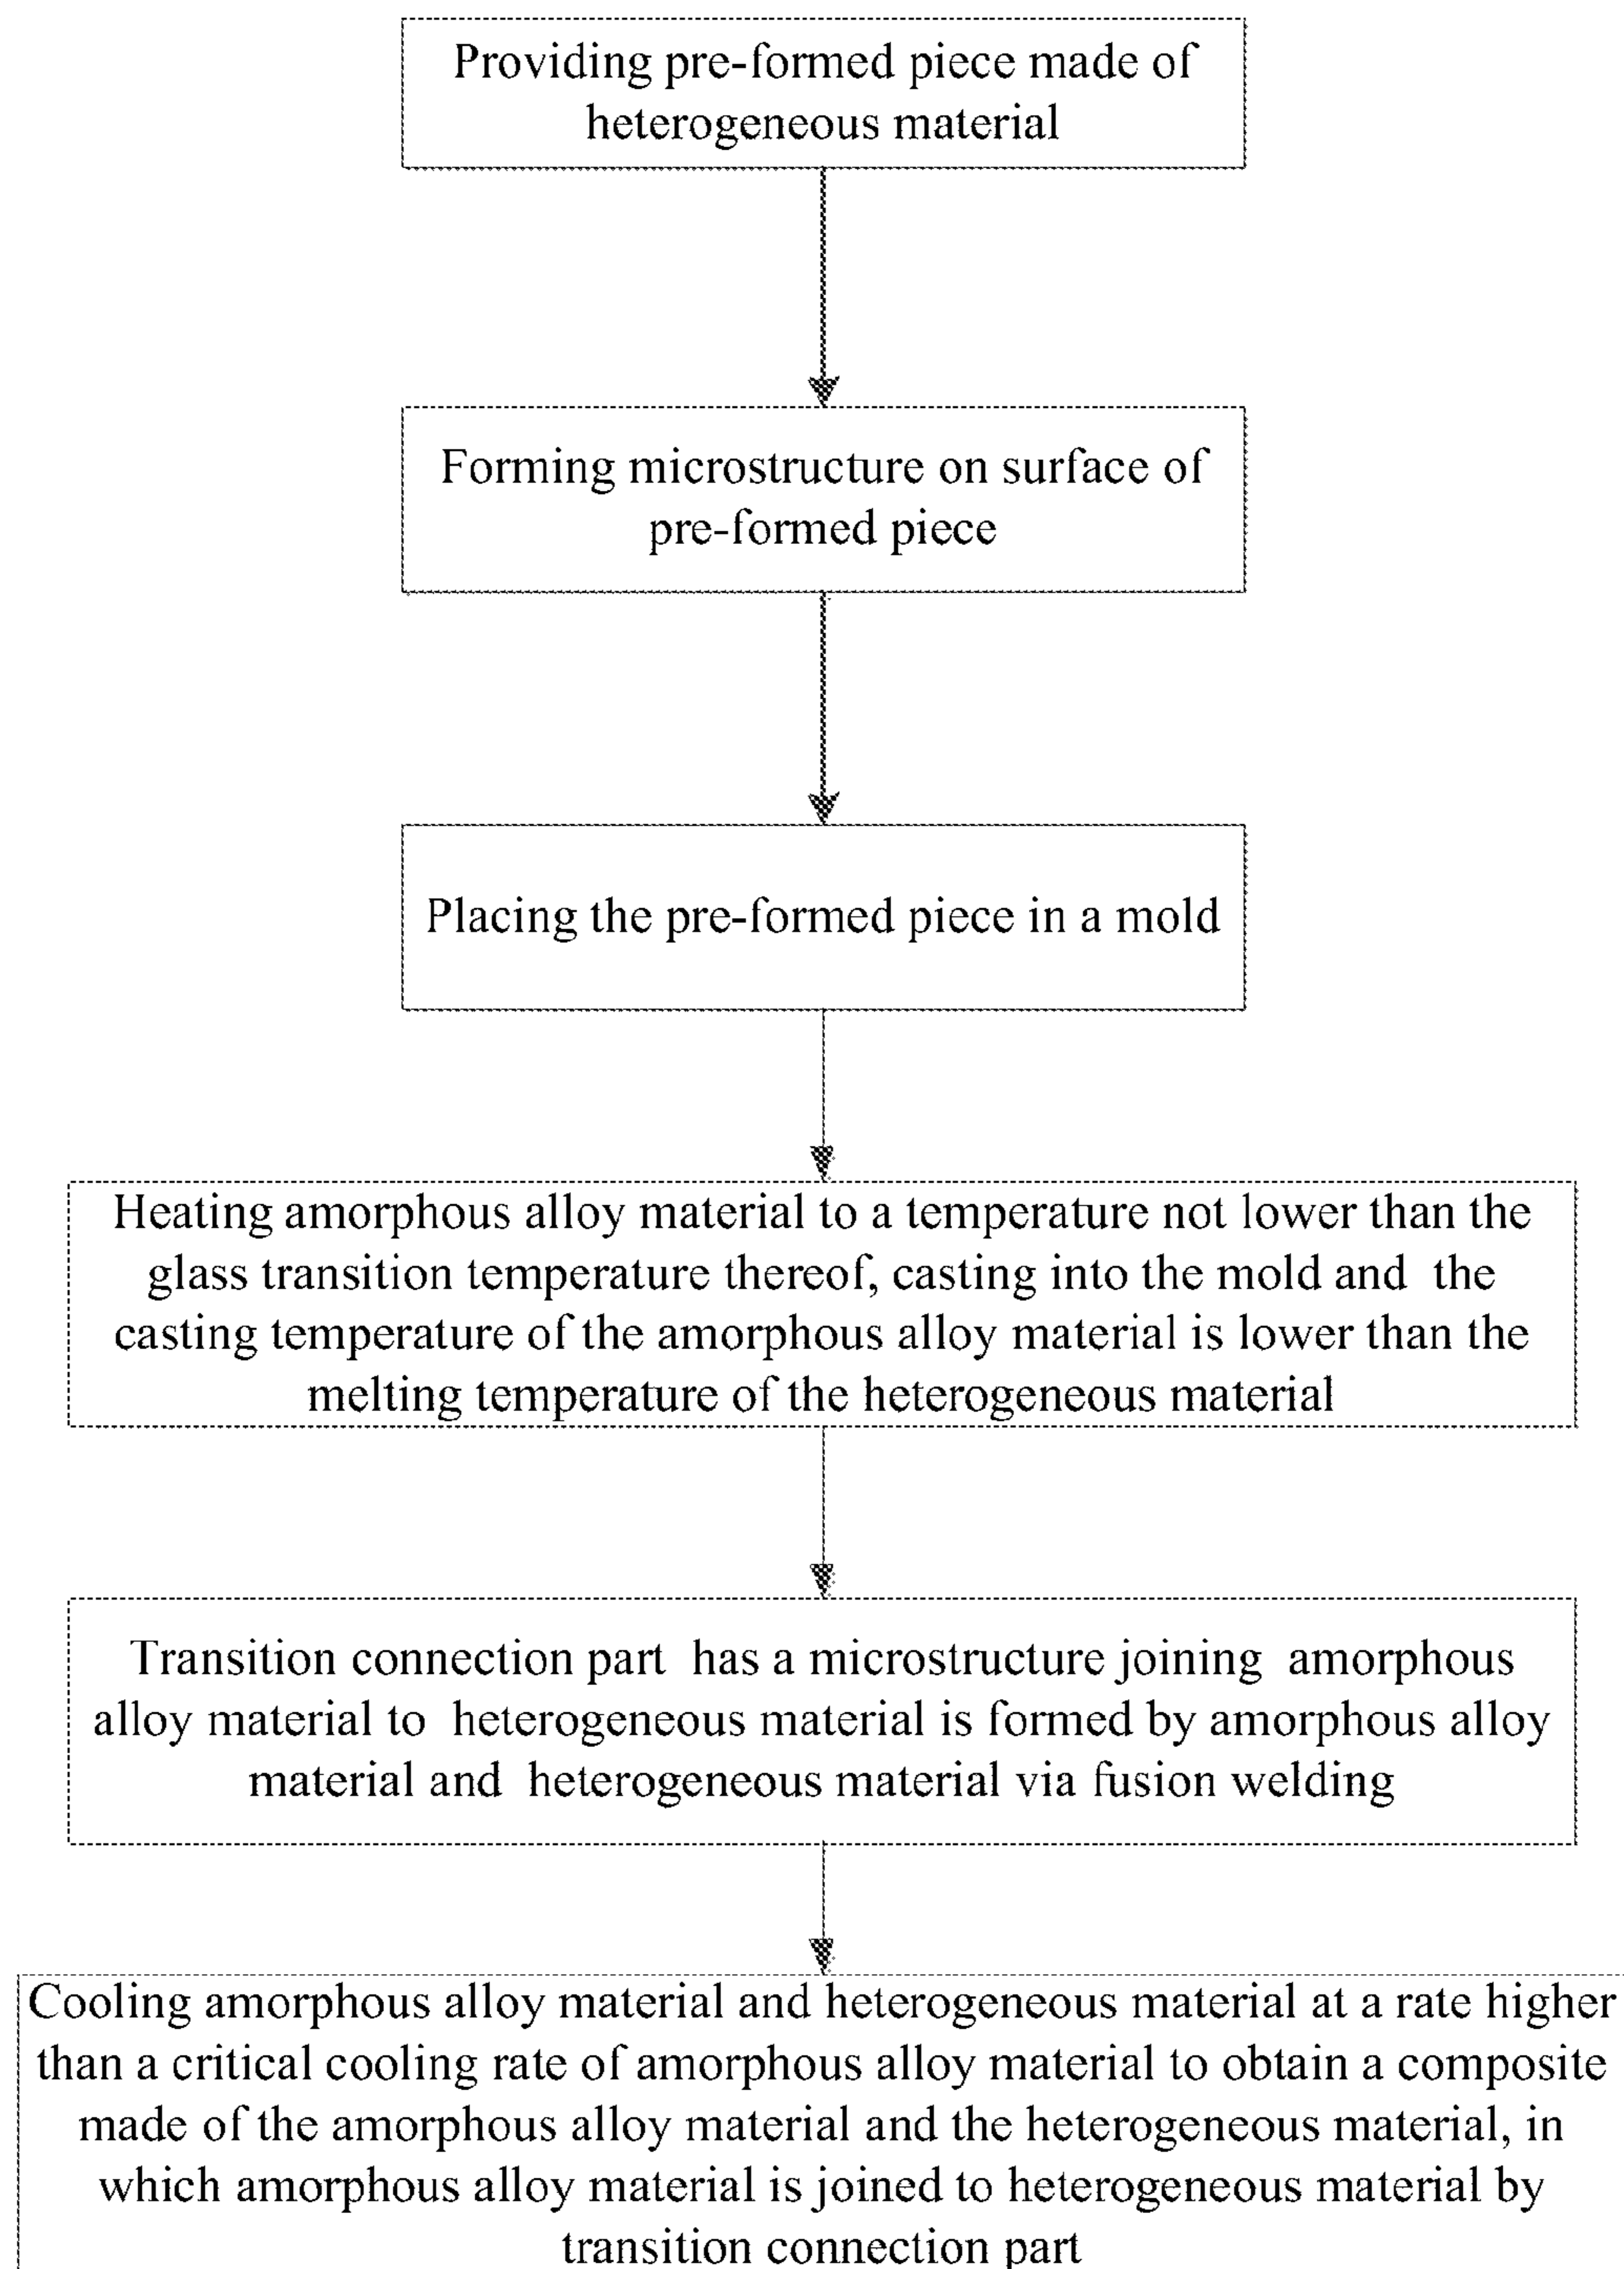 Providing pre-formed piece made of
heterogeneous material
Forming microstructure on surface of
pre-formed piece
Placing the pre-formed piece in a mold
Heating amorphous alloy material to a temperature not lower than the
glass transition temperature thereof, casting into the mold and the
casting temperature of the amorphous alloy material is lower than the
melting temperature of the heterogeneous material
Transition connection part has a microstructure joining amorphous
alloy material to heterogeneous material is formed by amorphous alloy
material and heterogeneous material via fusion welding
Cooling amorphous alloy material and heterogeneous material at a rate higher
than a critical cooling rate of amorphous alloy material to obtain a composite
made of the amorphous alloy material and the heterogeneous material, in
which amorphous alloy material is joined to heterogeneous material by
transition connection part